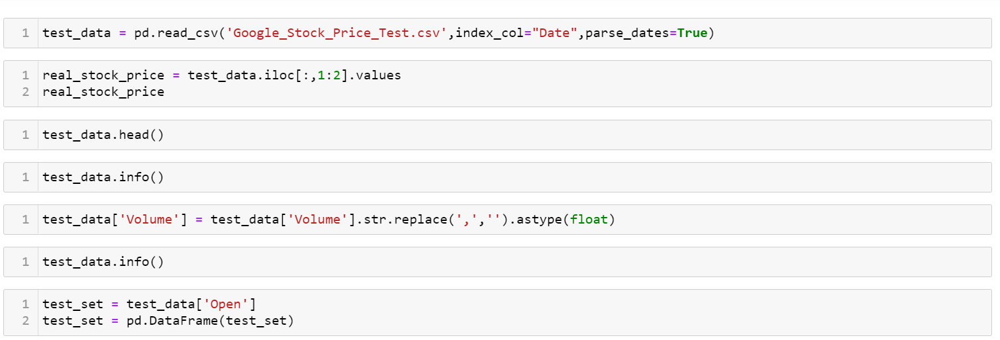 1 test_data = pd.read_csv('Google_Stock_Price_Test.csv',index_col="Date",parse_dates=True)
1 real_stock_price = test_data.iloc[:,1:2].values
2 real_stock_price
1 test_data.head()
1 test_data.info()
1 test_data['Volume'] = test_data['Volume'].str.replace(',','').astype(float)
1 test_data.info()
1 test_set = test_data['Open']
2 test_set = pd.DataFrame(test_set)